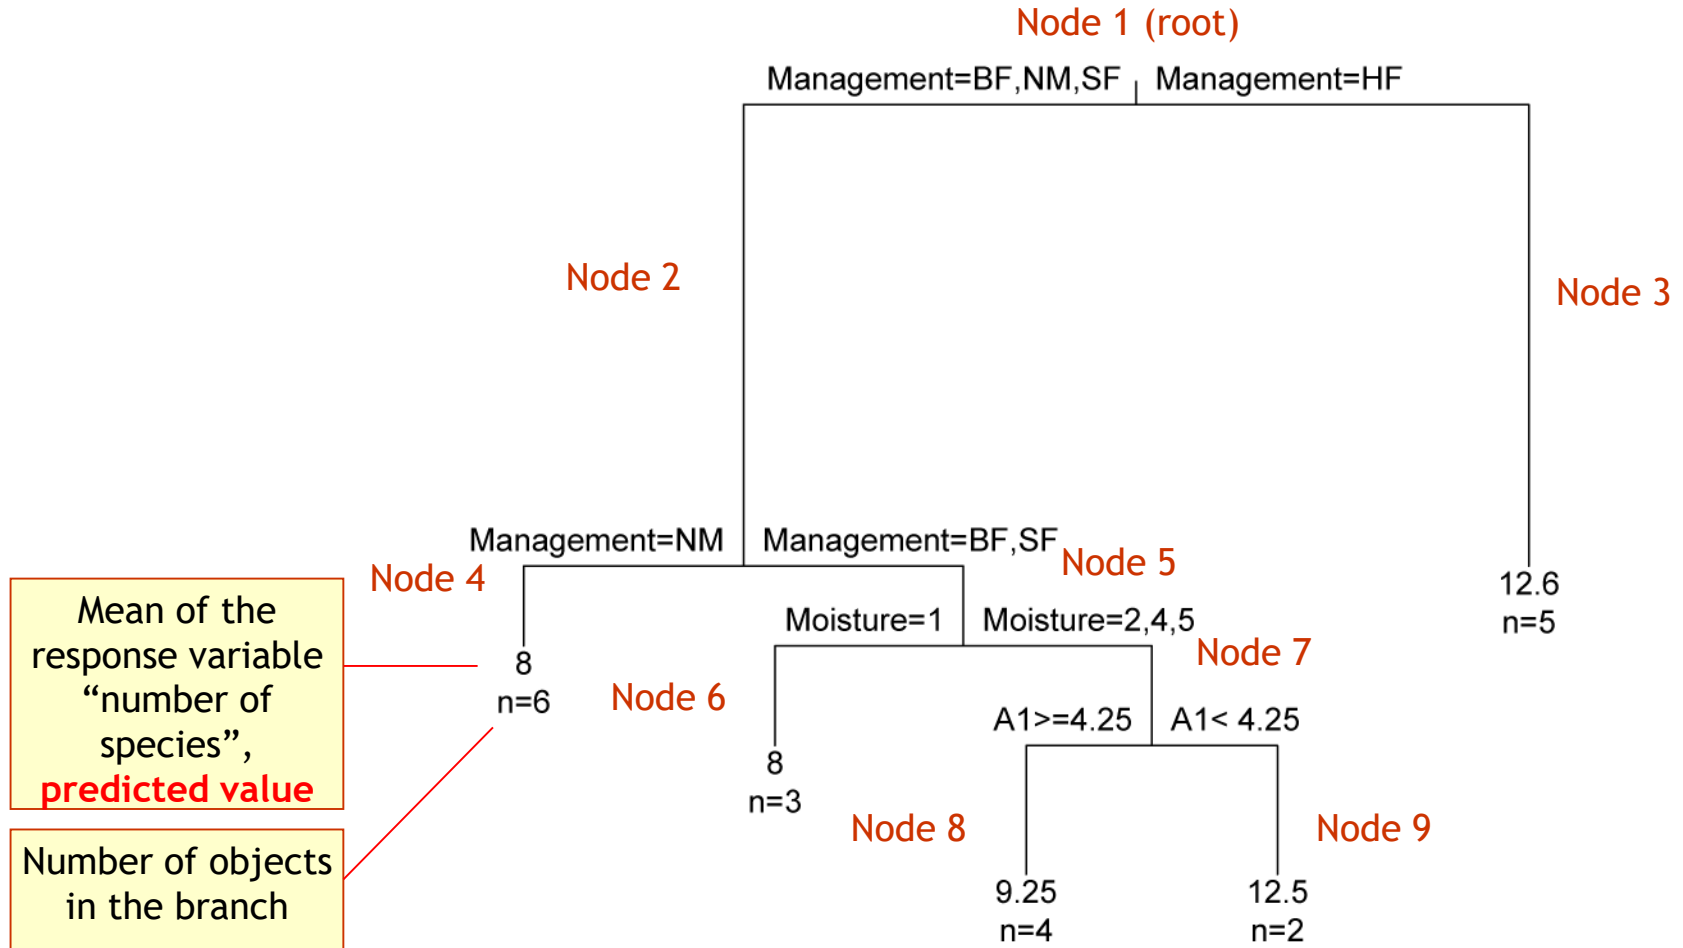 Node 1 (root)
Management=BF,NM,SF
Management=HF
Node 2
Node 3
Management=NM
Management=BF,SF
Node 4
Node 5
12.6
n=5
Moisture=1
Moisture=2,4,5
Node 7
8
n=6
Node 6
A1>=4.25
A1< 4.25
8
n=3
Node 8
Node 9
9.25
n=4
12.5
n=2
Mean of the
response variable
“number of
species”,
predicted value
Number of objects
in the branch